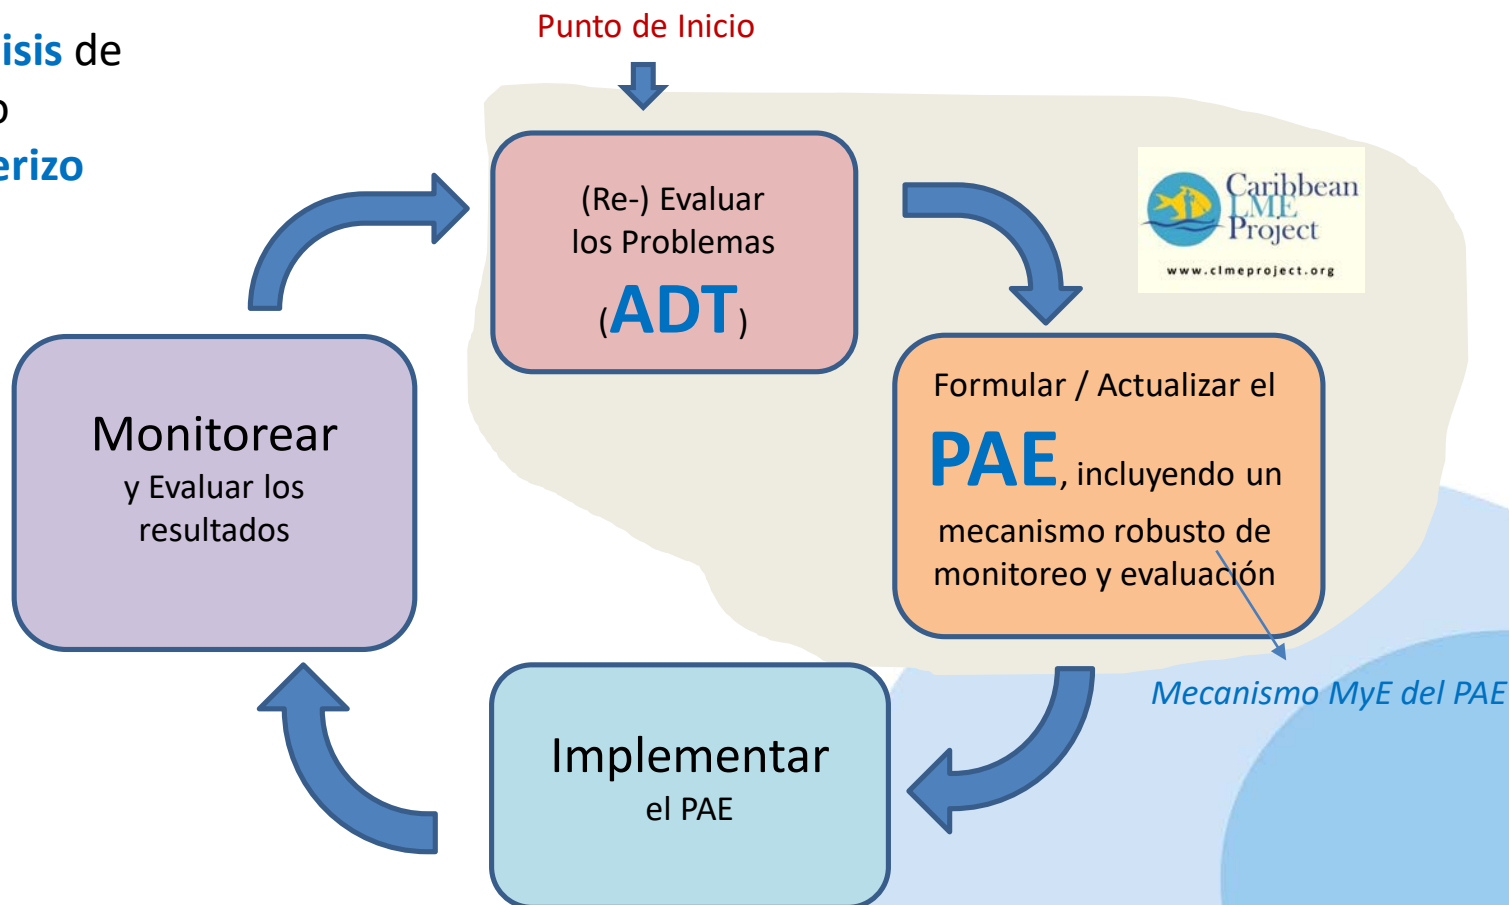 Punto de Inicio
isis de
o
erizo
(Re-) Evaluar
los Problemas
(ADT)
Caribbean
LME
Project
www.clmeproject.org
Formular / Actualizar el
PAE, incluyendo un
mecanismo robusto de
monitoreo y evaluación
Mecanismo MyE del PAE
Implementar
el PAE
Monitorear
y Evaluar los
resultados